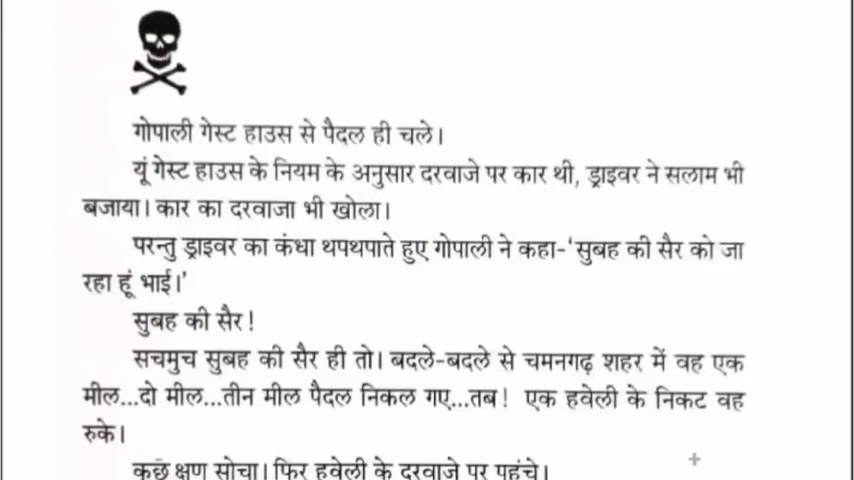 गोपाली गेस्ट हाउस से पैदल ही चले।
यूं गेस्ट हाउस के नियम के अनुसार दरवाजे पर कार थी, ड्राइवर ने सलाम भी
बजाया। कार का दरवाजा भी खोला।
परन्तु ड्राइवर का कंधा थपथपाते हुए गोपाली ने कहा-'सुबह की सैर को जा
रहा हूं भाई।'
सुबह की सैर!
सचमुच सुबह की सैर ही तो। बदले-बदले से चमनगढ़ शहर में वह एक
मील...दो मील...तीन मील पैदल निकल गए...तब! एक हवेली के निकट वह
रुके।
कुछ क्षण सोचा। फिर हवेली के दरवाजे पर पहुंचे।